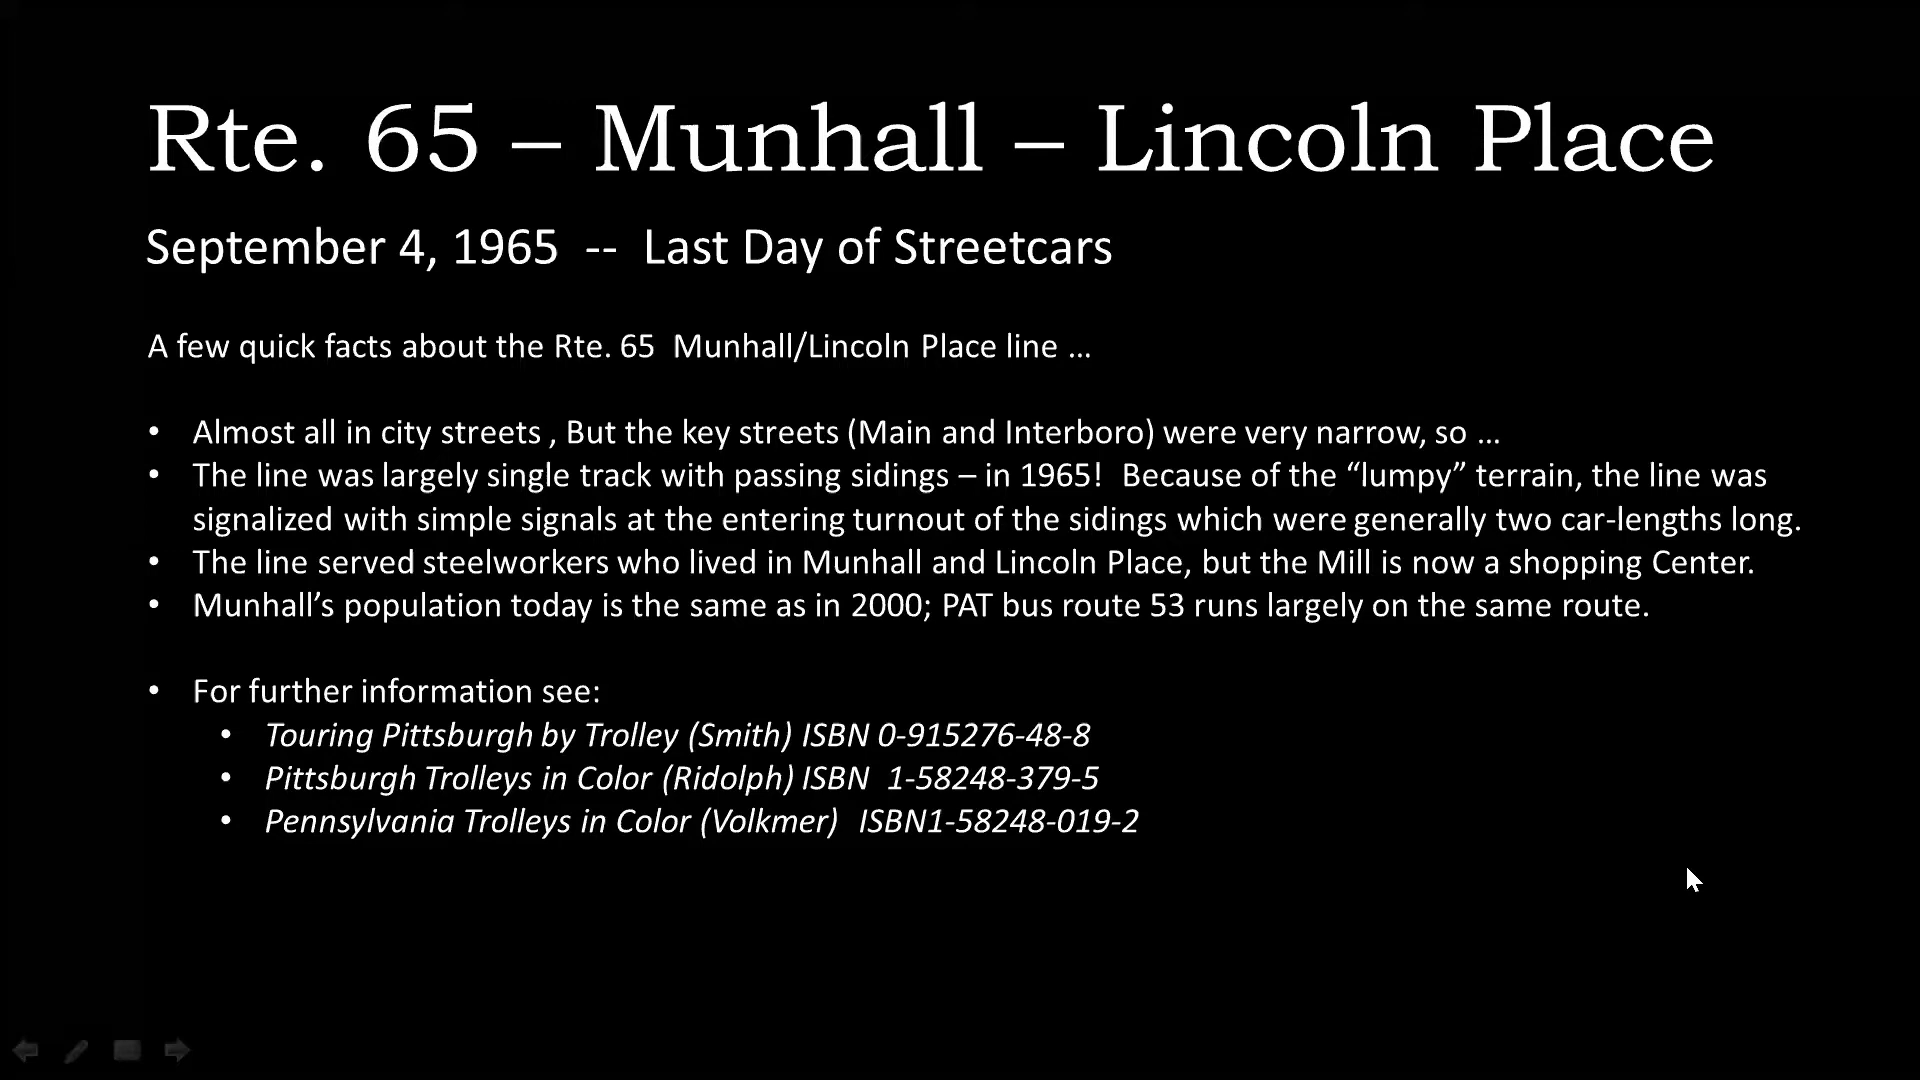 Rte. 65 – Munhall – Lincoln Place
September 4, 1965 -- Last Day of Streetcars
A few quick facts about the Rte. 65 Munhall/Lincoln Place line …
• Almost all in city streets , But the key streets (Main and Interboro) were very narrow, so …
• The line was largely single track with passing sidings – in 1965! Because of the “lumpy” terrain, the line was
signalized with simple signals at the entering turnout of the sidings which were generally two car-lengths long.
• The line served steelworkers who lived in Munhall and Lincoln Place, but the Mill is now a shopping Center.
• Munhall’s population today is the same as in 2000; PAT bus route 53 runs largely on the same route.
• For further information see:
• Touring Pittsburgh by Trolley (Smith) ISBN 0-915276-48-8
• Pittsburgh Trolleys in Color (Ridolph) ISBN 1-58248-379-5
• Pennsylvania Trolleys in Color (Volkmer) ISBN1-58248-019-2